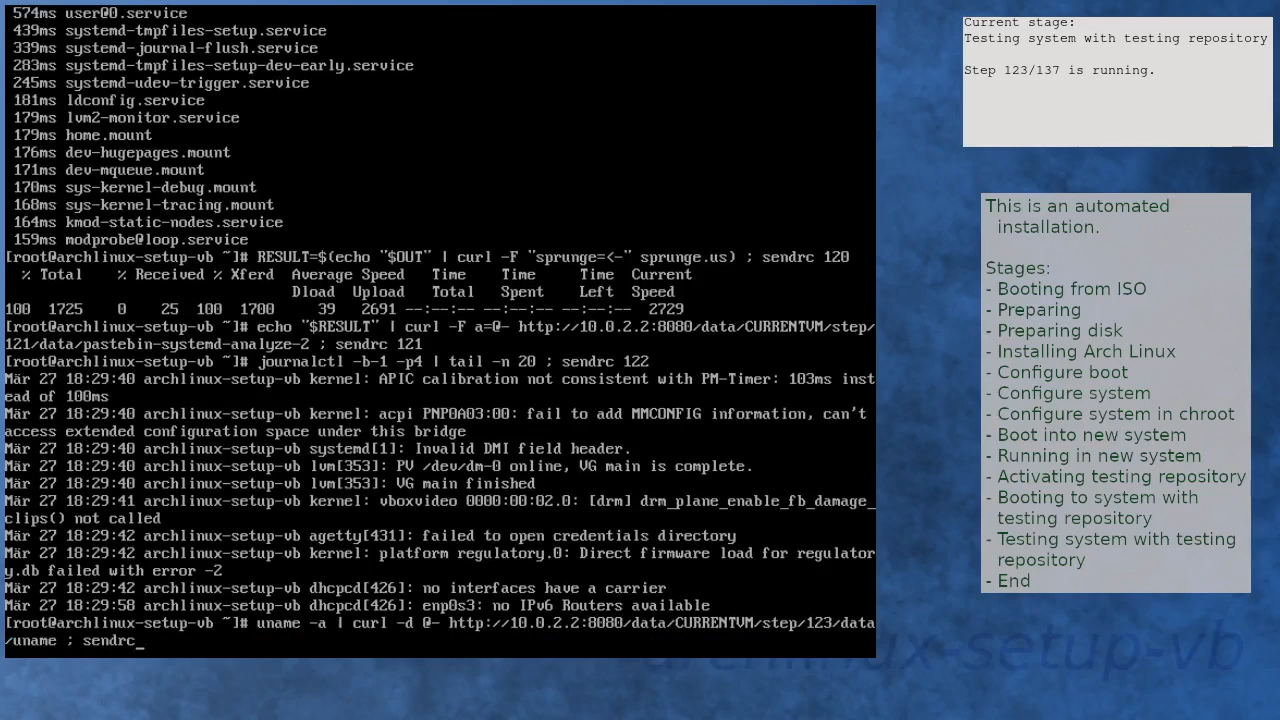 574ms user@0.service
439ms systemd-tmpfiles-setup.service
339ms systemd-journal-flush.service
283ms systemd-tmpfiles-setup-dev-early.service
245ms systemd-udev-trigger.service
181ms ldconfig.service
179ms lvm2-monitor.service
179ms home.mount
176ms dev-hugepages.mount
171ms dev-mqueue.mount
170ms sys-kernel-debug.mount
168ms sys-kernel-tracing.mount
164ms kmod-static-nodes.service
159ms modprobe@loop.service
[root@archlinux-setup-vb ~]# RESULT=$(echo "$OUT" | curl -F "sprunge=<-" sprunge.us) ; sendrc 120
% Total    % Received % Xferd  Average Speed   Time    Time     Time  Current
Dload  Upload   Total   Spent    Left  Speed
100  1725    0    25  100  1700     39   2691 --:--:-- --:--:-- --:--:--  2729
[root@archlinux-setup-vb ~]# echo "$RESULT" | curl -F a=@- http://10.0.2.2:8080/data/CURRENTVM/step/
121/data/pastebin-systemd-analyze-2 ; sendrc 121
[root@archlinux-setup-vb ~]# journalctl -b-1 -p4 | tail -n 20 ; sendrc 122
Mär 27 18:29:40 archlinux-setup-vb kernel: APIC calibration not consistent with PM-Timer: 103ms inst
ead of 100ms
Mär 27 18:29:40 archlinux-setup-vb kernel: acpi PNP0A03:00: fail to add MMCONFIG information, can't
access extended configuration space under this bridge
Mär 27 18:29:40 archlinux-setup-vb systemd[1]: Invalid DMI field header.
Mär 27 18:29:40 archlinux-setup-vb lvm[353]: PV /dev/dm-0 online, VG main is complete.
Mär 27 18:29:40 archlinux-setup-vb lvm[353]: VG main finished
Mär 27 18:29:41 archlinux-setup-vb kernel: vboxvideo 0000:00:02.0: [drm] drm_plane_enable_fb_damage_
clips() not called
Mär 27 18:29:42 archlinux-setup-vb agetty[431]: failed to open credentials directory
Mär 27 18:29:42 archlinux-setup-vb kernel: platform regulatory.0: Direct firmware load for regulator
y.db failed with error -2
Mär 27 18:29:42 archlinux-setup-vb dhcpcd[426]: no interfaces have a carrier
Mär 27 18:29:58 archlinux-setup-vb dhcpcd[426]: enp0s3: no IPv6 Routers available
[root@archlinux-setup-vb ~]# uname -a | curl -d @- http://10.0.2.2:8080/data/CURRENTVM/step/123/data
/uname ; sendrc_
Current stage:
Testing system with testing repository
Step 123/137 is running.
This is an automated
installation.
Stages:
- Booting from ISO
- Preparing
- Preparing disk
- Installing Arch Linux
- Configure boot
- Configure system
- Configure system in chroot
- Boot into new system
- Running in new system
- Activating testing repository
- Booting to system with
testing repository
- Testing system with testing
repository
- End
archlinux-setup-vb